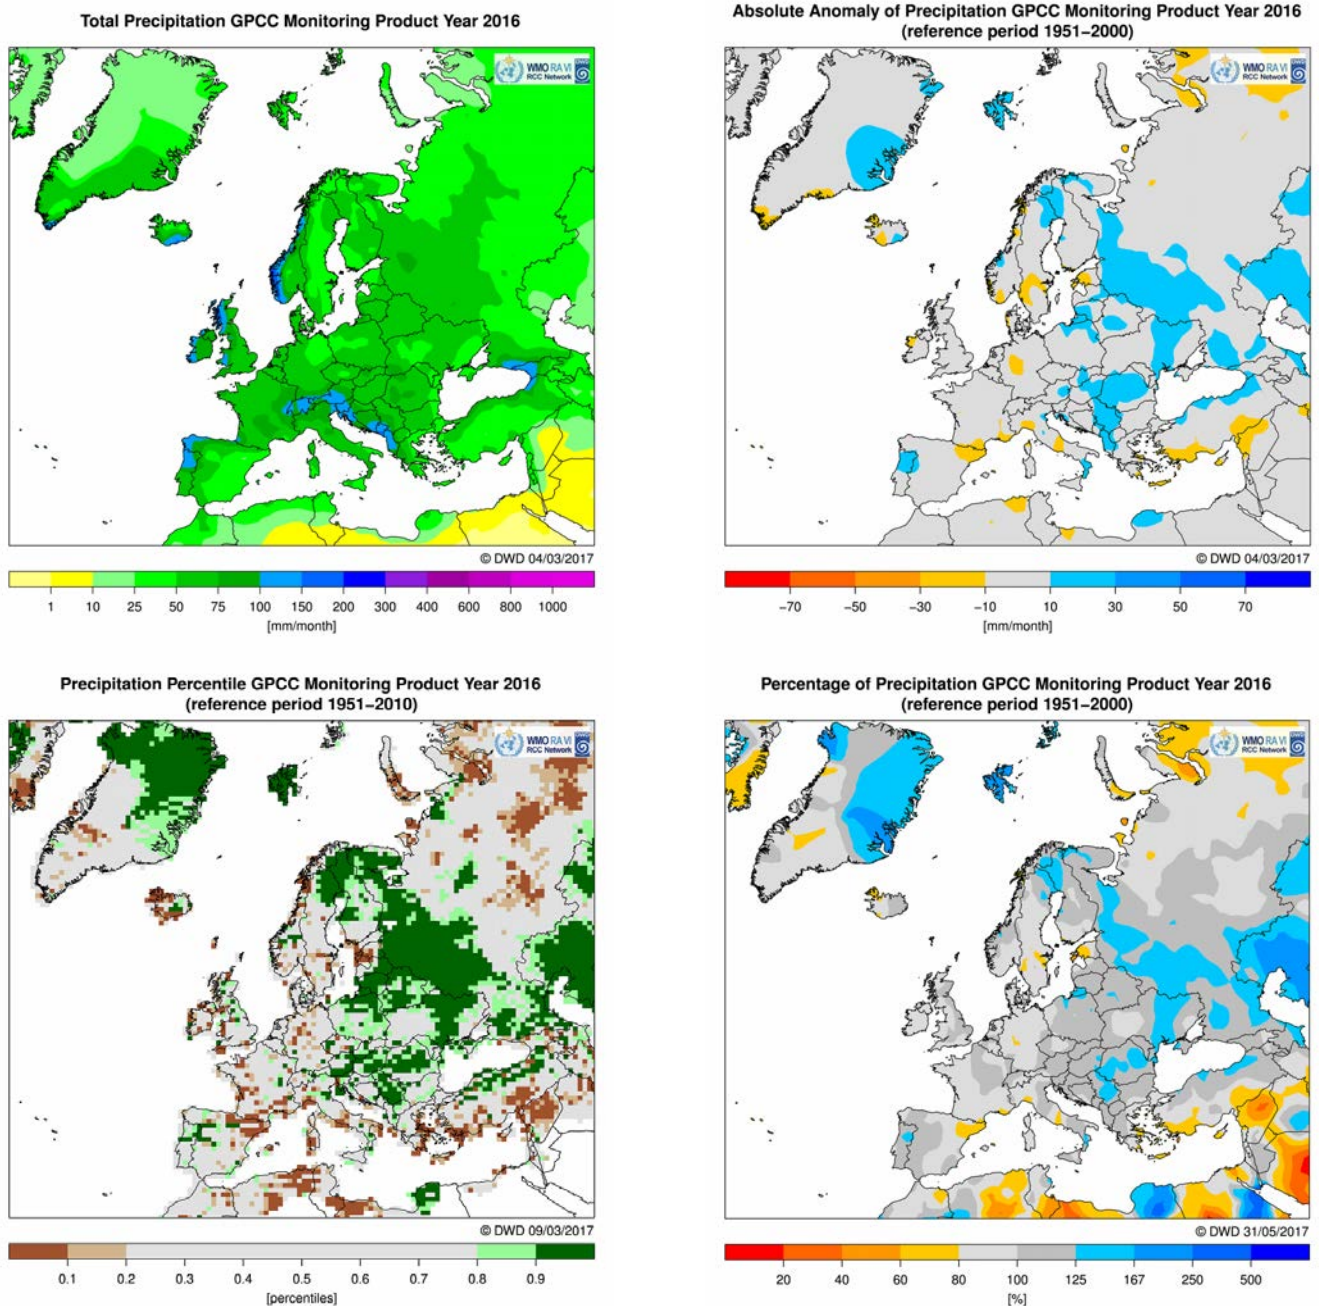 Total Precipitation GPCC Monitoring Product Year 2016
WMO RA VI
RCC Network
DWD
© DWD 04/03/2017
1 10 25 50 75 100 150 200 300 400 600 800 1000
[mm/month]
Absolute Anomaly of Precipitation GPCC Monitoring Product Year 2016
(reference period 1951−2000)
WMO RA VI
RCC Network
DWD
© DWD 04/03/2017
−70 −50 −30 −10 10 30 50 70
[mm/month]
Precipitation Percentile GPCC Monitoring Product Year 2016
(reference period 1951−2010)
WMO RA VI
RCC Network
DWD
© DWD 09/03/2017
0.1 0.2 0.3 0.4 0.5 0.6 0.7 0.8 0.9
[percentiles]
Percentage of Precipitation GPCC Monitoring Product Year 2016
(reference period 1951−2000)
WMO RA VI
RCC Network
DWD
© DWD 31/05/2017
20 40 60 80 100 125 167 250 500
[%]